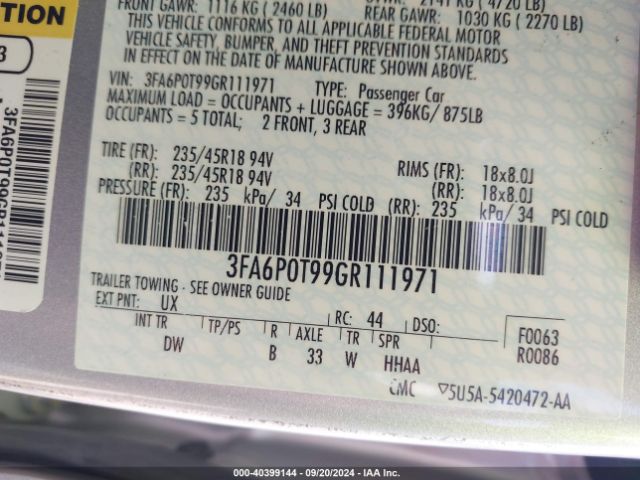 TION
3
3FA6P0T99GR111971
FRONT GAWR: 1116 KG ( 2460 LB)
2141 KG ( 4720 LB)
REAR GAWR: 1030 KG ( 2270 LB)
THIS VEHICLE CONFORMS TO ALL APPLICABLE FEDERAL MOTOR
VEHICLE SAFETY, BUMPER, AND THEFT PREVENTION STANDARDS
IN EFFECT ON THE DATE OF MANUFACTURE SHOWN ABOVE.
VIN: 3FA6P0T99GR111971 TYPE: Passenger Car
MAXIMUM LOAD = OCCUPANTS + LUGGAGE = 396KG/ 875LB
OCCUPANTS = 5 TOTAL; 2 FRONT, 3 REAR
TIRE (FR): 235/45R18 94V RIMS (FR): 18x8.0J
(RR): 235/45R18 94V (RR): 18x8.0J
PRESSURE (FR): 235 kPa/ 34 PSI COLD (RR): 235 kPa/ 34 PSI COLD
3FA6P0T99GR111971
TRAILER TOWING - SEE OWNER GUIDE
EXT PNT: UX RC: 44 DSO: F0063
INT TR TP/PS R AXLE TR SPR R0086
DW B 33 W HHAA
CMC ▽5U5A-5420472-AA
000-40399144 / 09/20/2024 - IAA Inc.